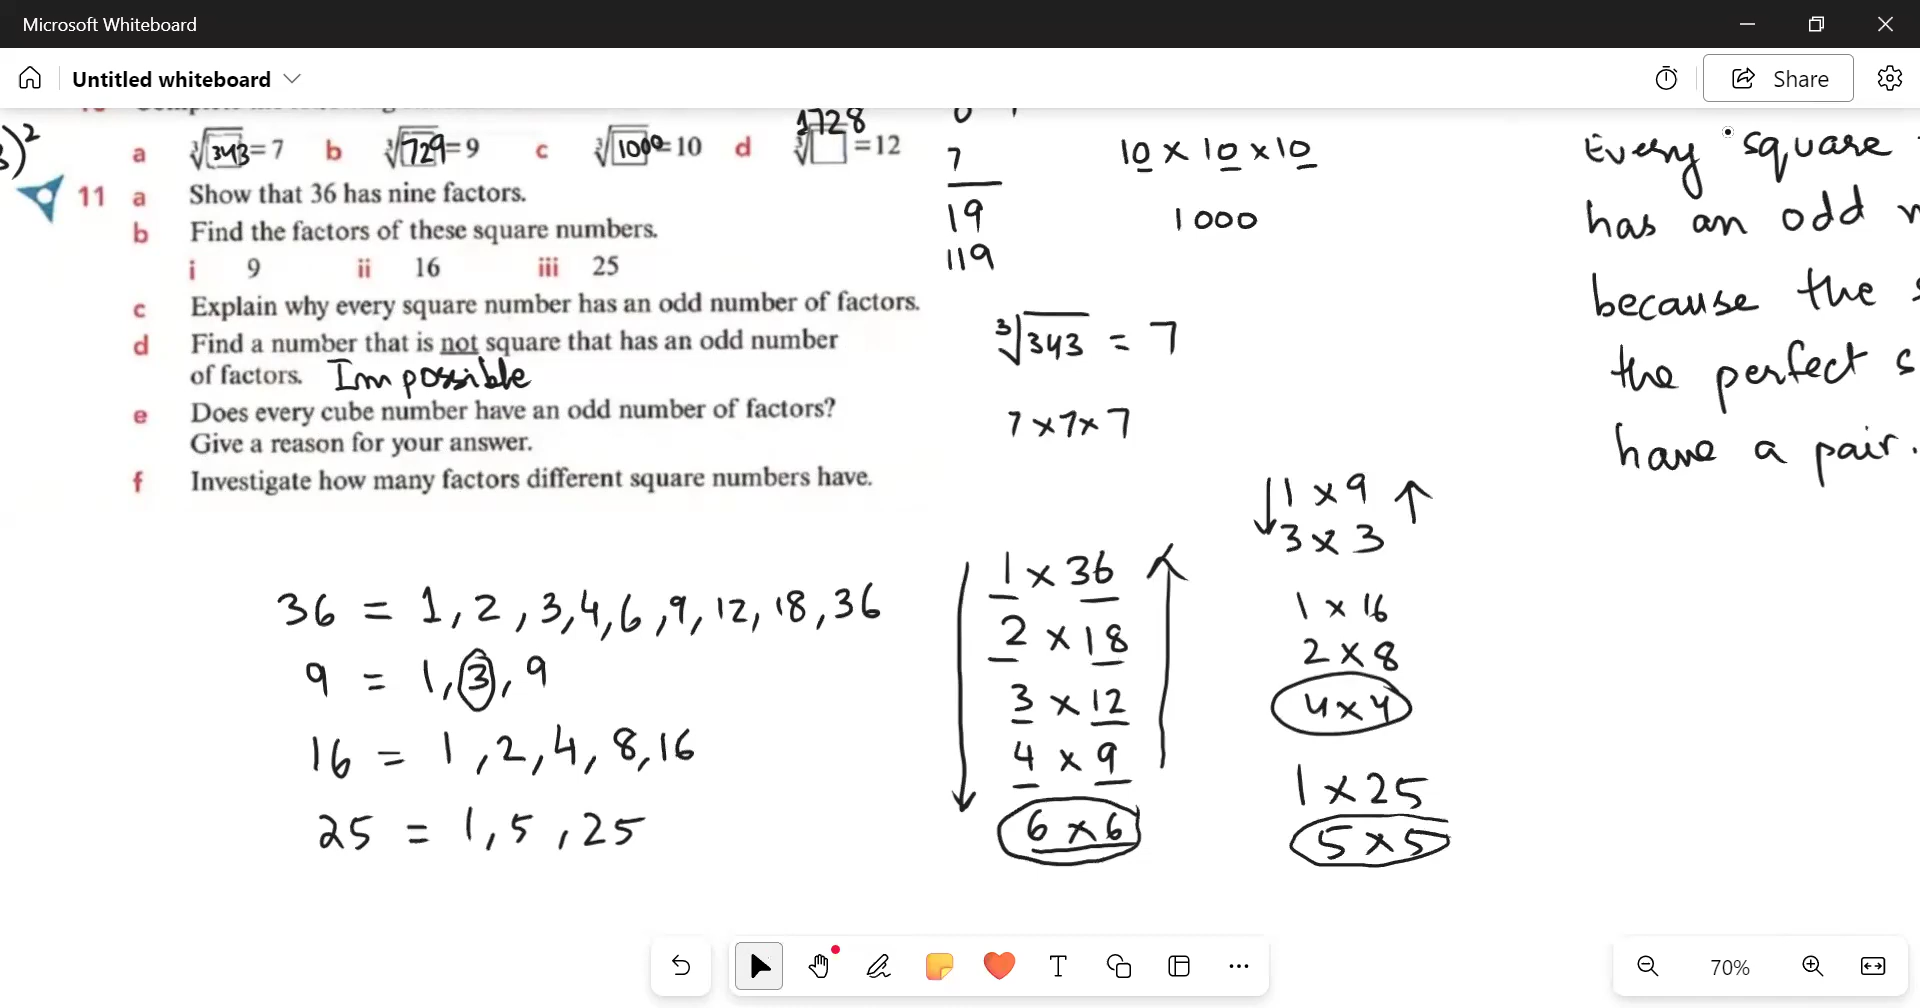 Microsoft Whiteboard
Untitled whiteboard
Share
)²
a ∛343 = 7 b ∛729 = 9 c ∛1000 = 10 d ∛□ = 12
1728
11 a Show that 36 has nine factors.
b Find the factors of these square numbers.
i 9 ii 16 iii 25
c Explain why every square number has an odd number of factors.
d Find a number that is not square that has an odd number
of factors. Impossible
e Does every cube number have an odd number of factors?
Give a reason for your answer.
f Investigate how many factors different square numbers have.
7
19
119
10 x 10 x 10
1000
∛343 = 7
7 x 7 x 7
Every square
has an odd
because the
the perfect s
have a pair.
36 = 1, 2, 3, 4, 6, 9, 12, 18, 36
9 = 1, 3, 9
16 = 1, 2, 4, 8, 16
25 = 1, 5, 25
1 x 36
2 x 18
3 x 12
4 x 9
6 x 6
1 x 9
3 x 3
1 x 16
2 x 8
4 x 4
1 x 25
5 x 5
T
70%